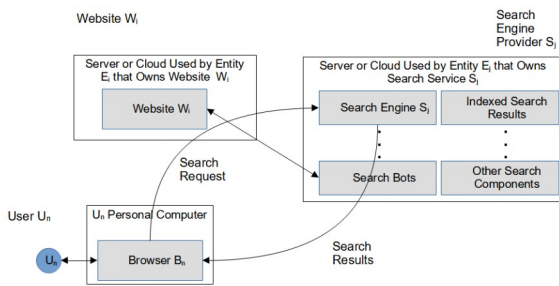 Website Wᵢ
Search
Engine
Provider Sⱼ
Server or Cloud Used by Entity
Eᵢ that Owns Website Wᵢ
Website Wᵢ
Server or Cloud Used by Entity Eⱼ that Owns
Search Service Sⱼ
Search Engine Sⱼ
Indexed Search
Results
Search Bots
Other Search
Components
Search
Request
User Uₙ
Uₙ Personal Computer
Uₙ
Browser Bₙ
Search
Results